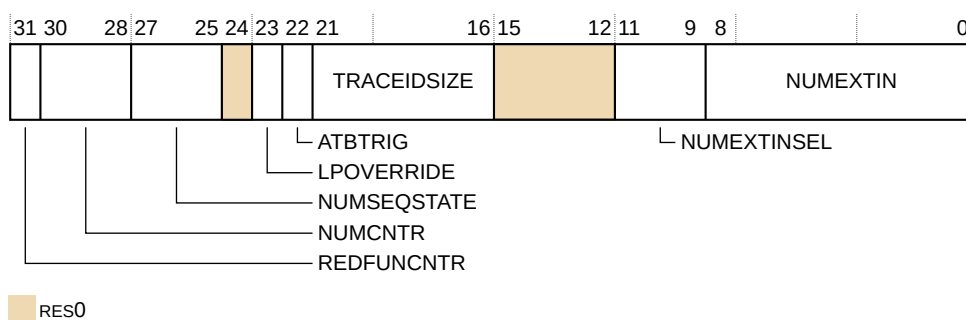 31 30 28 27 25 24 23 22 21 16 15 12 11 9 8 0
TRACEIDSIZE NUMEXTIN
ATBTRIG NUMEXTINSEL
LPOVERRIDE
NUMSEQSTATE
NUMCNTR
REDFUNCNTR
RES0